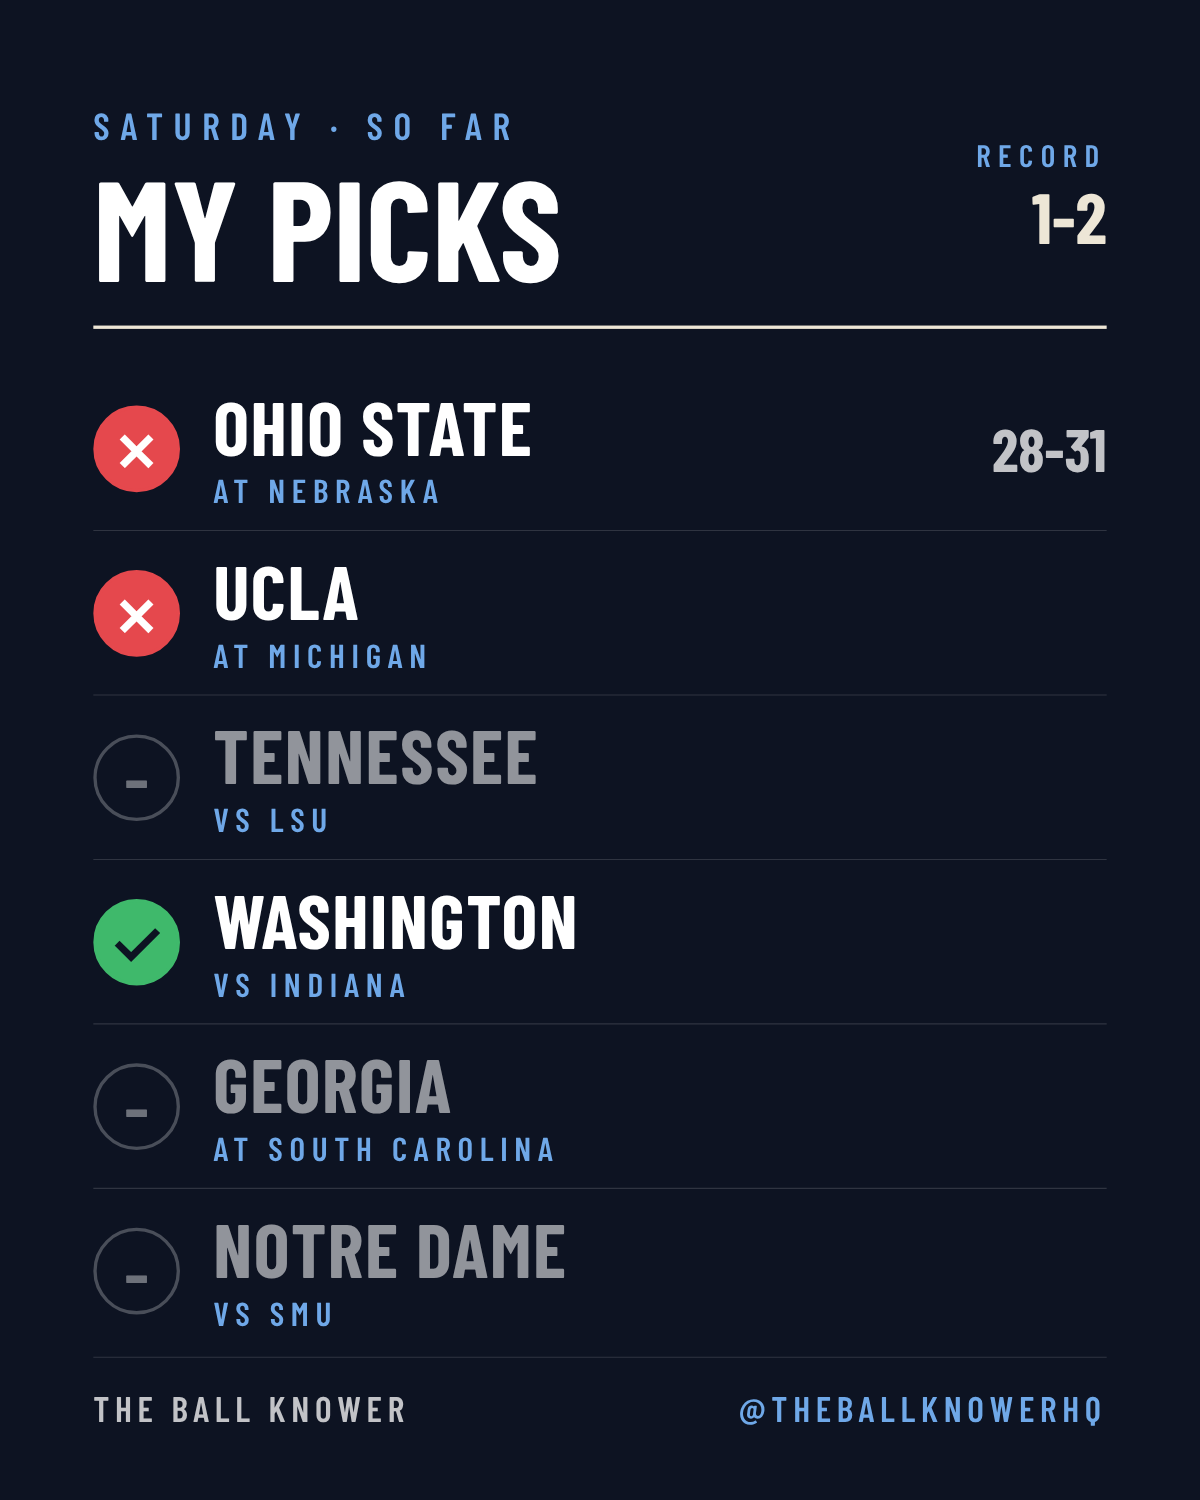 SATURDAY · SO FAR
MY PICKS
RECORD
1-2
OHIO STATE
AT NEBRASKA
28-31
UCLA
AT MICHIGAN
TENNESSEE
VS LSU
WASHINGTON
VS INDIANA
GEORGIA
AT SOUTH CAROLINA
NOTRE DAME
VS SMU
THE BALL KNOWER
@THEBALLKNOWERHQ